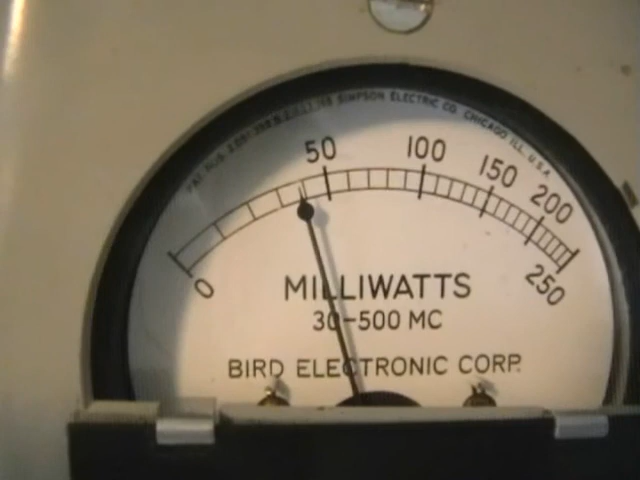 SIMPSON ELECTRIC CO. CHICAGO ILL. U.S.A.
0 50 100 150 200 250
MILLIWATTS
30-500 MC
BIRD ELECTRONIC CORP.